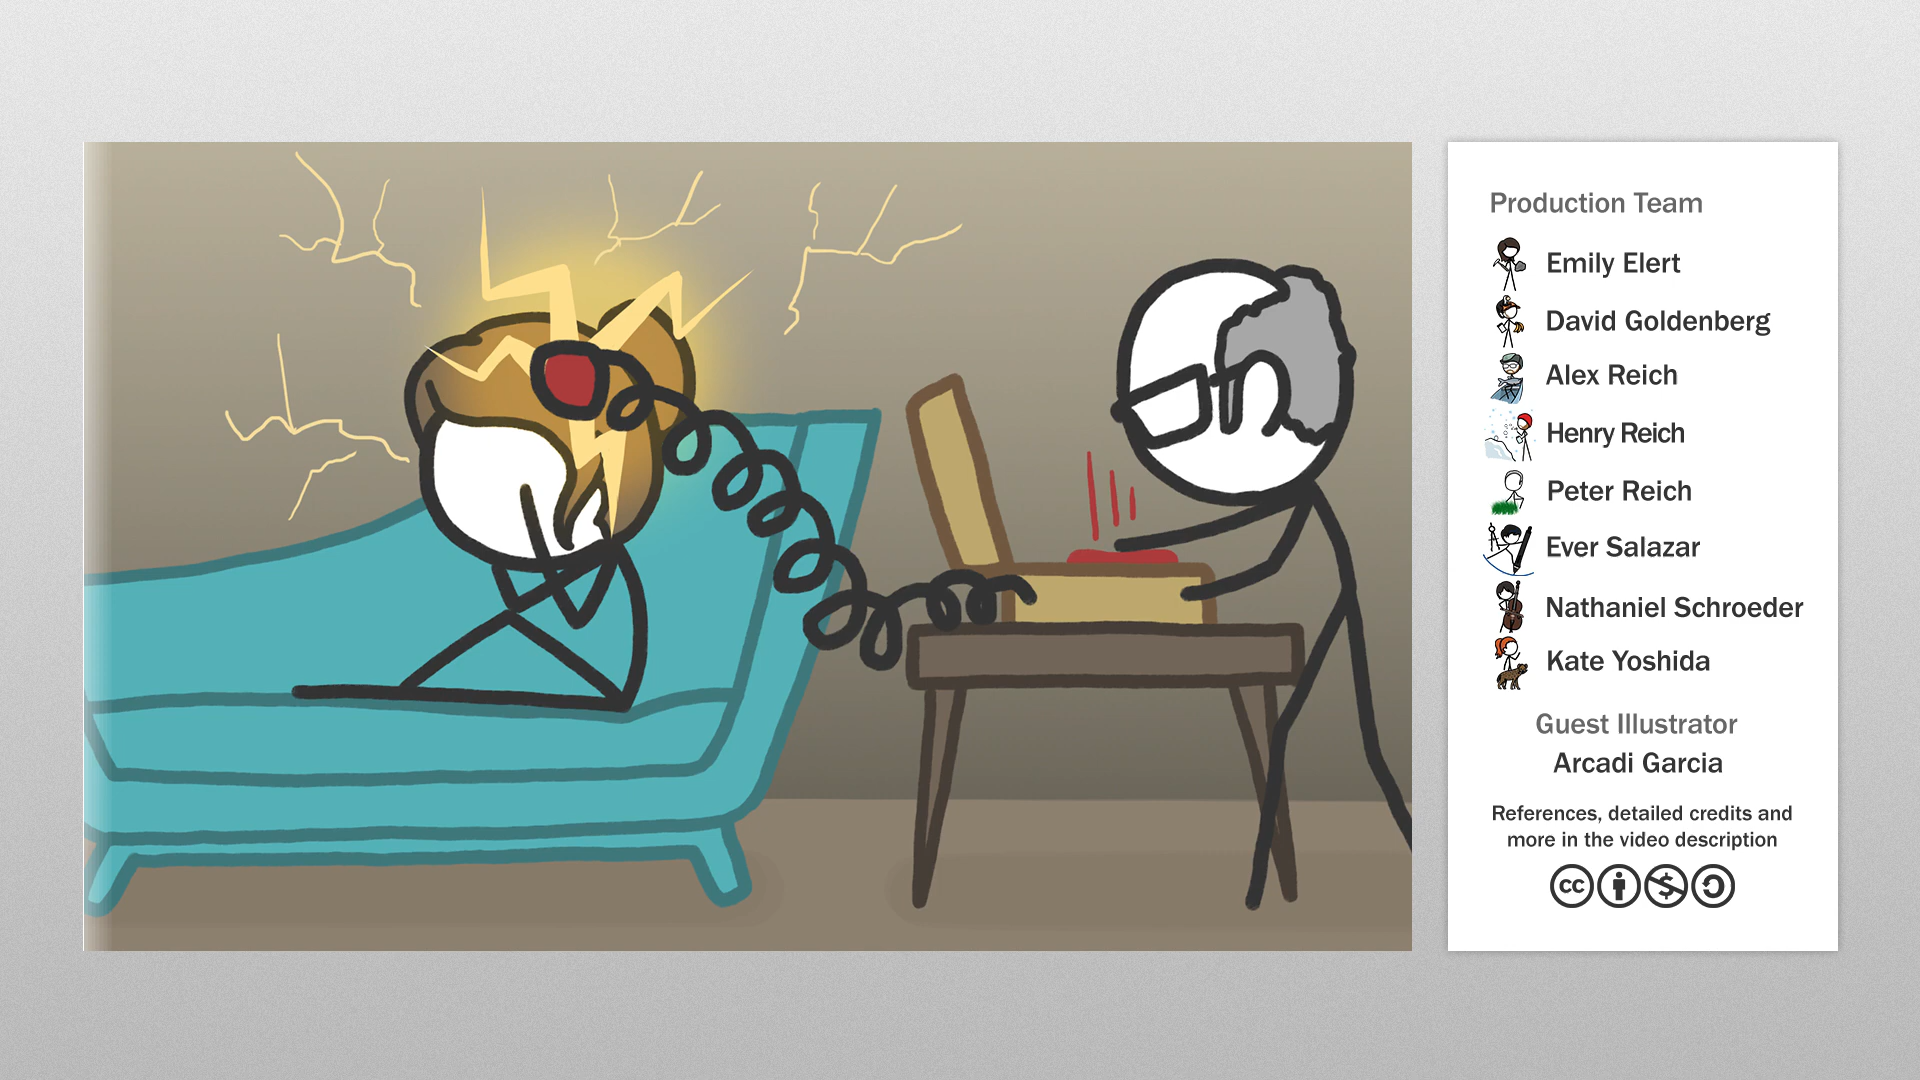 Production Team
Emily Elert
David Goldenberg
Alex Reich
Henry Reich
Peter Reich
Ever Salazar
Nathaniel Schroeder
Kate Yoshida
Guest Illustrator
Arcadi Garcia
References, detailed credits and
more in the video description
cc